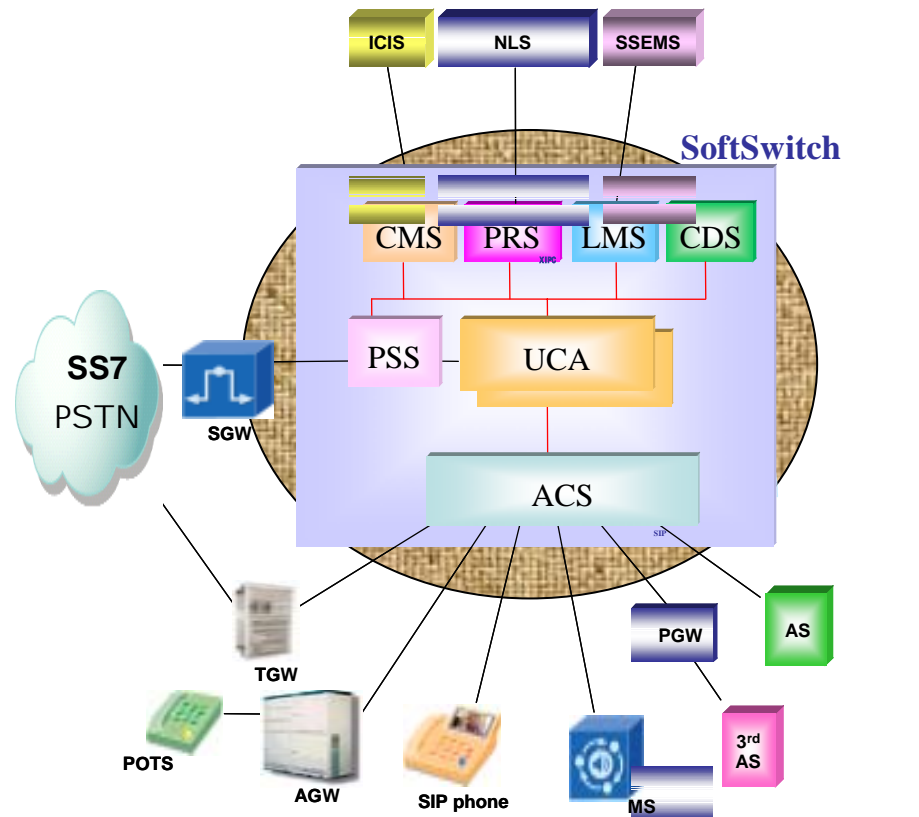 ICIS
NLS
SSEMS
SoftSwitch
CMS
PRS
LMS
CDS
XIPC
PSS
UCA
SS7
PSTN
SGW
ACS
SIP
PGW
AS
TGW
3rd
AS
POTS
AGW
SIP phone
MS